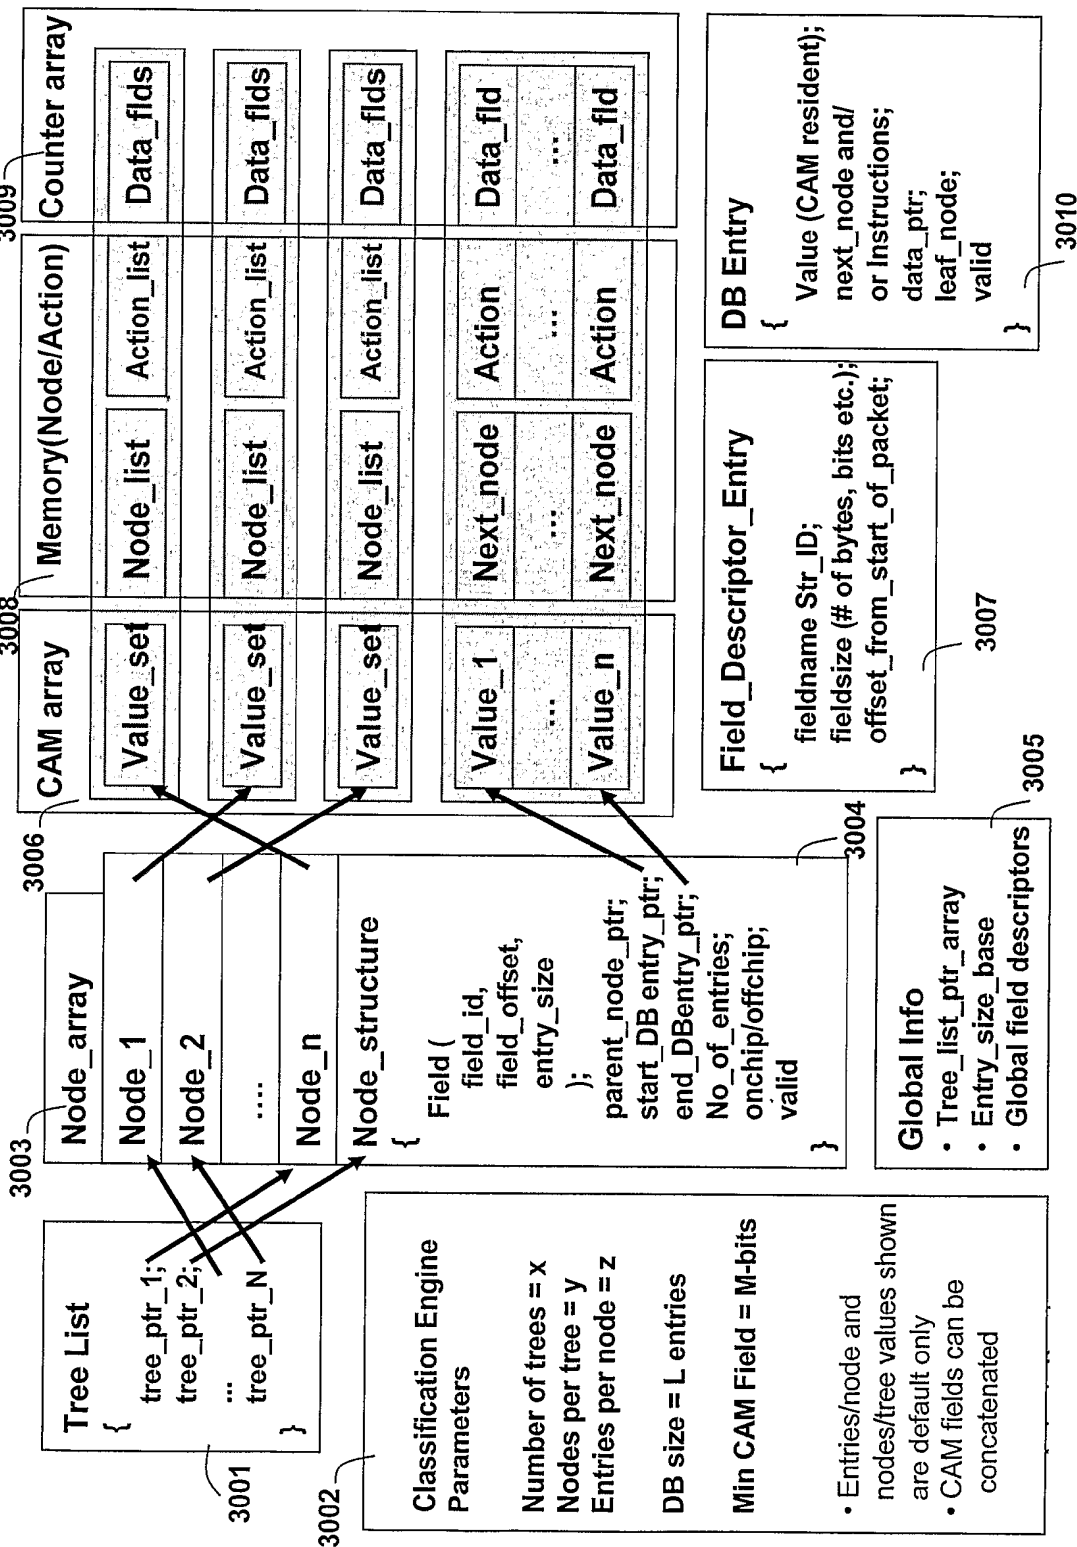 3001
Tree List
{
tree_ptr_1;
tree_ptr_2;
...
tree_ptr_N
}
3002
Classification Engine
Parameters
Number of trees = x
Nodes per tree = y
Entries per node = z
DB size = L entries
Min CAM Field = M-bits
• Entries/node and
nodes/tree values shown
are default only
• CAM fields can be
concatenated
3003
Node_array
Node_1
Node_2
....
Node_n
Node_structure
{
Field (
field_id,
field_offset,
entry_size
);
parent_node_ptr;
start_DB entry_ptr;
end_DBentry_ptr;
No_of_entries;
onchip/offchip;
valid
}
3004
Global Info
• Tree_list_ptr_array
• Entry_size_base
• Global field descriptors
3005
3006
CAM array
Value_set
Value_set
Value_set
Value_1
...
Value_n
3008
Memory(Node/Action)
Node_list
Action_list
Node_list
Action_list
Node_list
Action_list
Next_node
Action
...
...
Next_node
Action
3009
Counter array
Data_flds
Data_flds
Data_flds
Data_fld
...
Data_fld
Field_Descriptor_Entry
{
fieldname Str_ID;
fieldsize (# of bytes, bits etc.);
offset_from_start_of_packet;
}
3007
DB Entry
{
Value (CAM resident);
next_node and/
or Instructions;
data_ptr;
leaf_node;
valid
}
3010